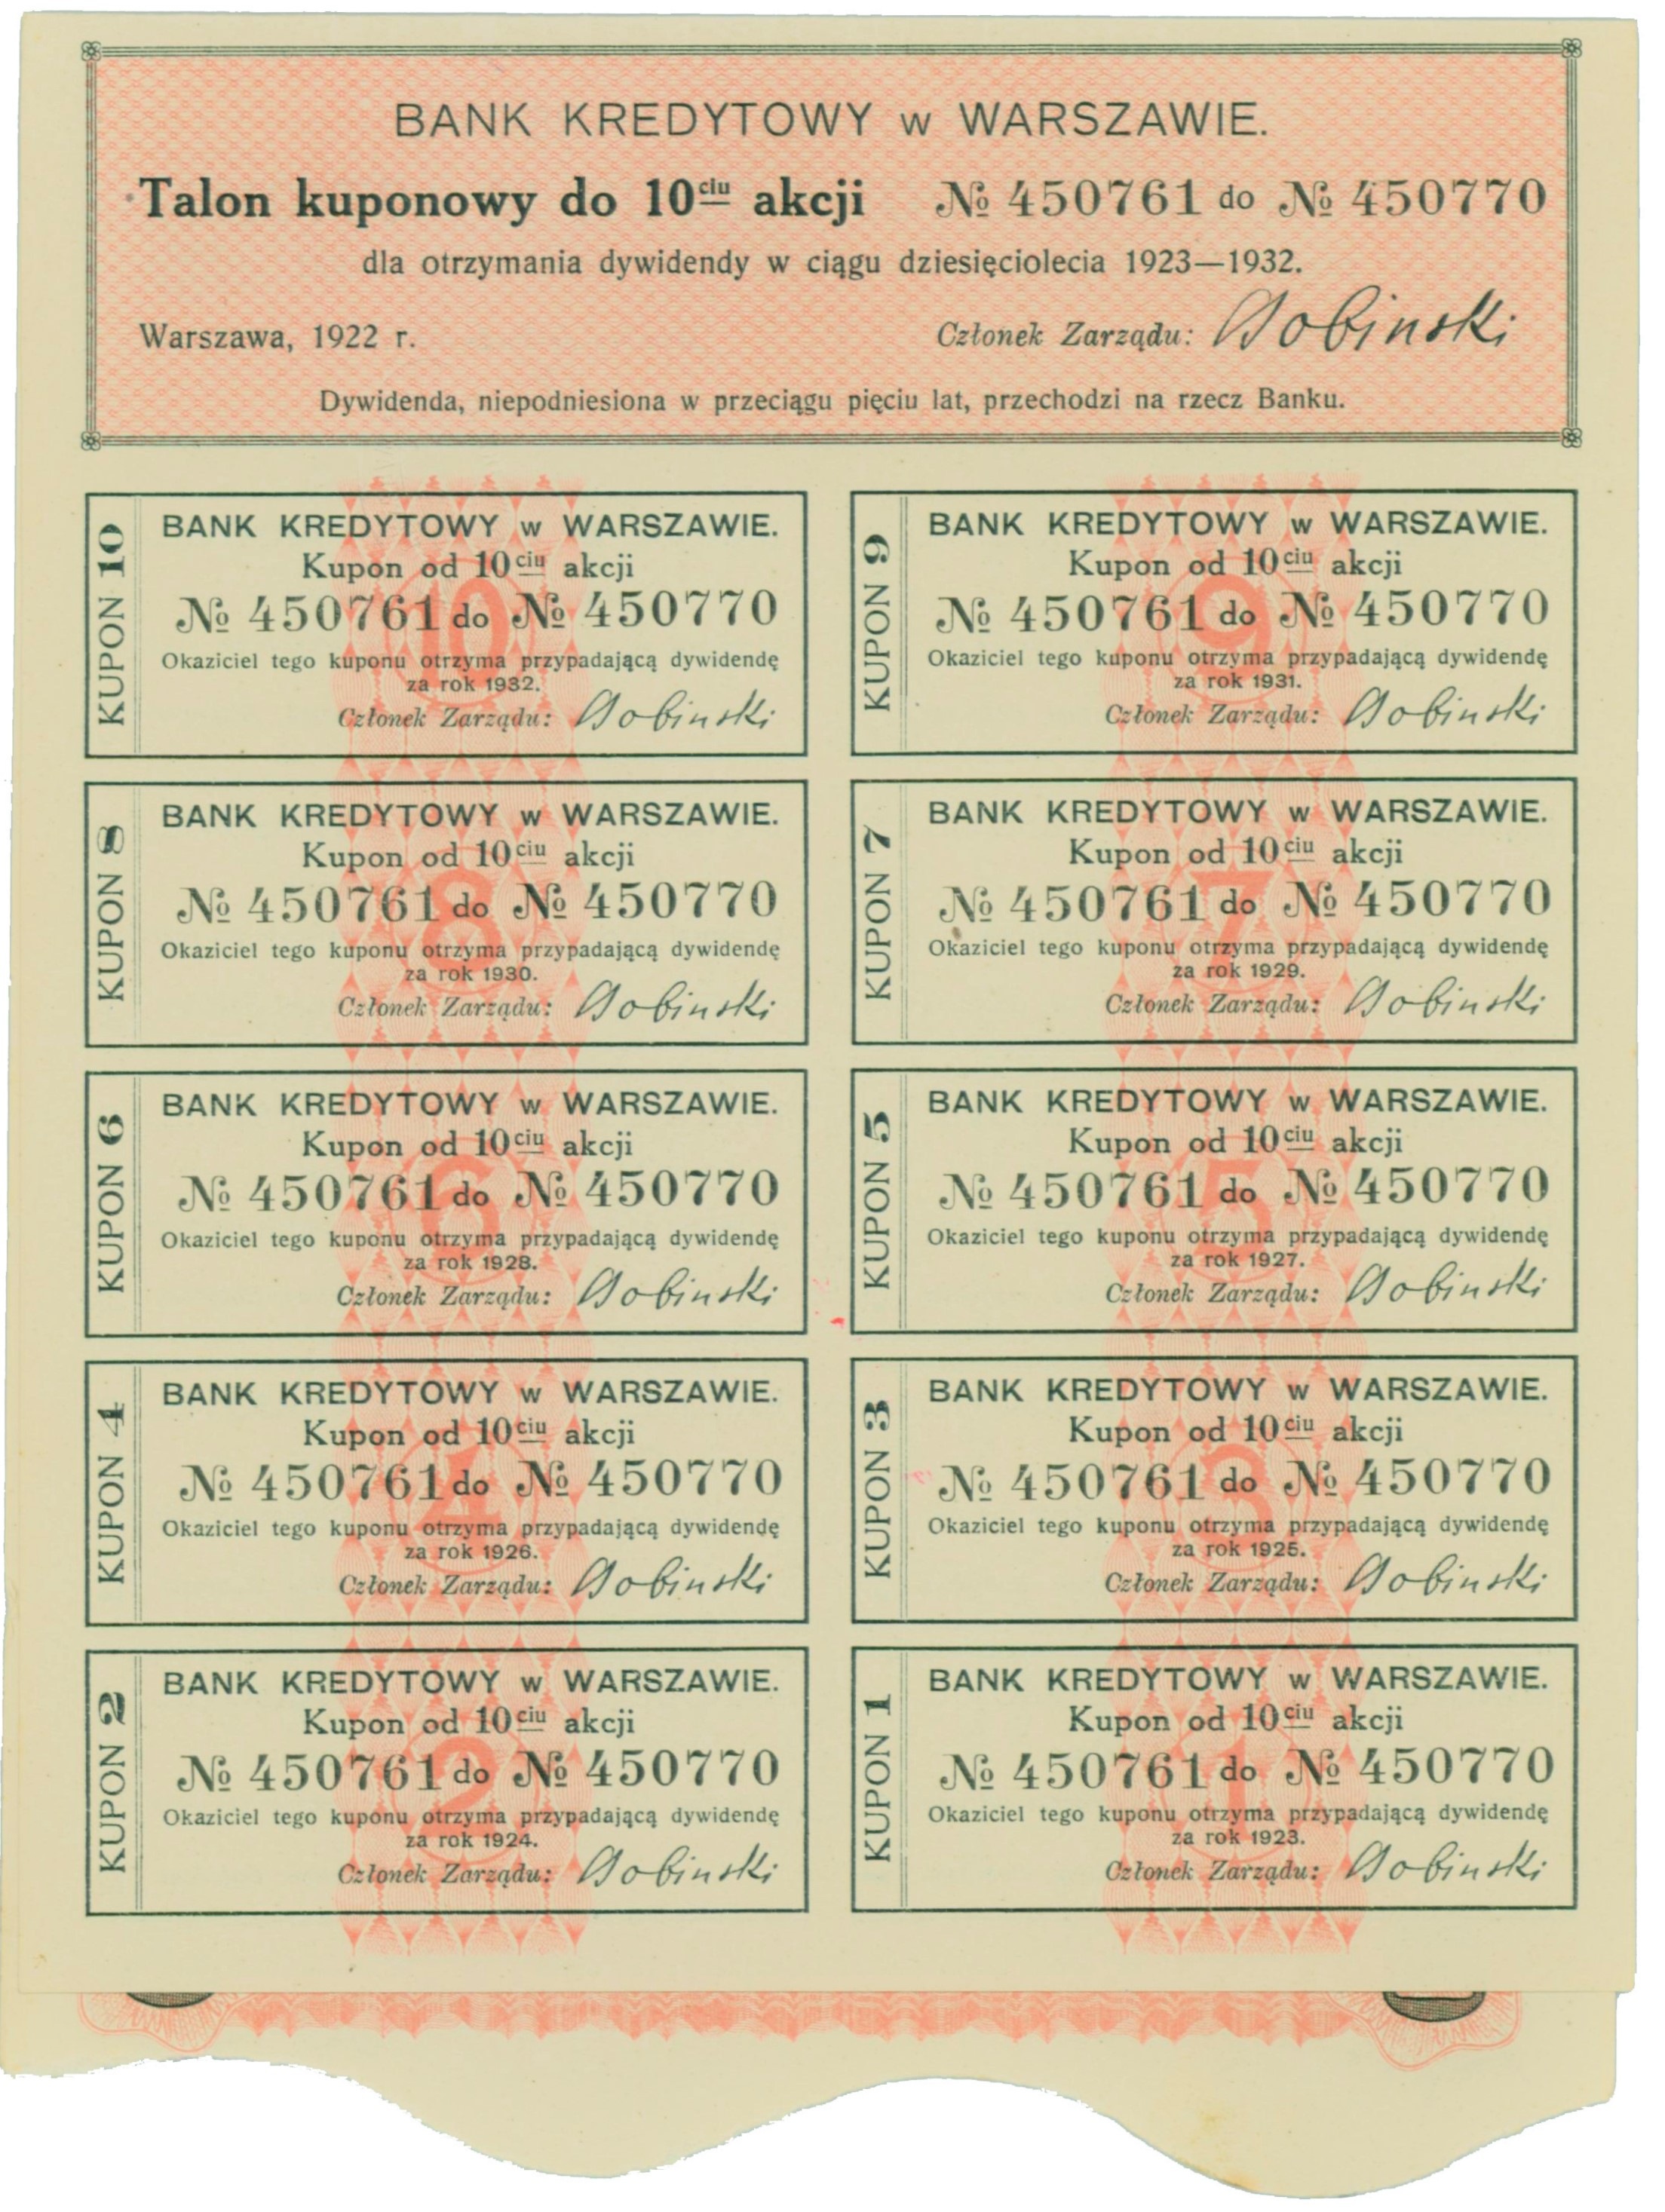 BANK KREDYTOWY w WARSZAWIE.
Talon kuponowy do 10ciu akcji № 450761 do № 450770
dla otrzymania dywidendy w ciągu dziesięciolecia 1923—1932.
Warszawa, 1922 r. Członek Zarządu:
Dywidenda, niepodniesiona w przeciągu pięciu lat, przechodzi na rzecz Banku.
KUPON 10
BANK KREDYTOWY w WARSZAWIE.
Kupon od 10ciu akcji
№ 450761 do № 450770
Okaziciel tego kuponu otrzyma przypadającą dywidendę
za rok 1932.
Członek Zarządu:
KUPON 9
BANK KREDYTOWY w WARSZAWIE.
Kupon od 10ciu akcji
№ 450761 do № 450770
Okaziciel tego kuponu otrzyma przypadającą dywidendę
za rok 1931.
Członek Zarządu:
KUPON 8
BANK KREDYTOWY w WARSZAWIE.
Kupon od 10ciu akcji
№ 450761 do № 450770
Okaziciel tego kuponu otrzyma przypadającą dywidendę
za rok 1930.
Członek Zarządu:
KUPON 7
BANK KREDYTOWY w WARSZAWIE.
Kupon od 10ciu akcji
№ 450761 do № 450770
Okaziciel tego kuponu otrzyma przypadającą dywidendę
za rok 1929.
Członek Zarządu:
KUPON 6
BANK KREDYTOWY w WARSZAWIE.
Kupon od 10ciu akcji
№ 450761 do № 450770
Okaziciel tego kuponu otrzyma przypadającą dywidendę
za rok 1928.
Członek Zarządu:
KUPON 5
BANK KREDYTOWY w WARSZAWIE.
Kupon od 10ciu akcji
№ 450761 do № 450770
Okaziciel tego kuponu otrzyma przypadającą dywidendę
za rok 1927.
Członek Zarządu:
KUPON 4
BANK KREDYTOWY w WARSZAWIE.
Kupon od 10ciu akcji
№ 450761 do № 450770
Okaziciel tego kuponu otrzyma przypadającą dywidendę
za rok 1926.
Członek Zarządu:
KUPON 3
BANK KREDYTOWY w WARSZAWIE.
Kupon od 10ciu akcji
№ 450761 do № 450770
Okaziciel tego kuponu otrzyma przypadającą dywidendę
za rok 1925.
Członek Zarządu:
KUPON 2
BANK KREDYTOWY w WARSZAWIE.
Kupon od 10ciu akcji
№ 450761 do № 450770
Okaziciel tego kuponu otrzyma przypadającą dywidendę
za rok 1924.
Członek Zarządu:
KUPON 1
BANK KREDYTOWY w WARSZAWIE.
Kupon od 10ciu akcji
№ 450761 do № 450770
Okaziciel tego kuponu otrzyma przypadającą dywidendę
za rok 1923.
Członek Zarządu: